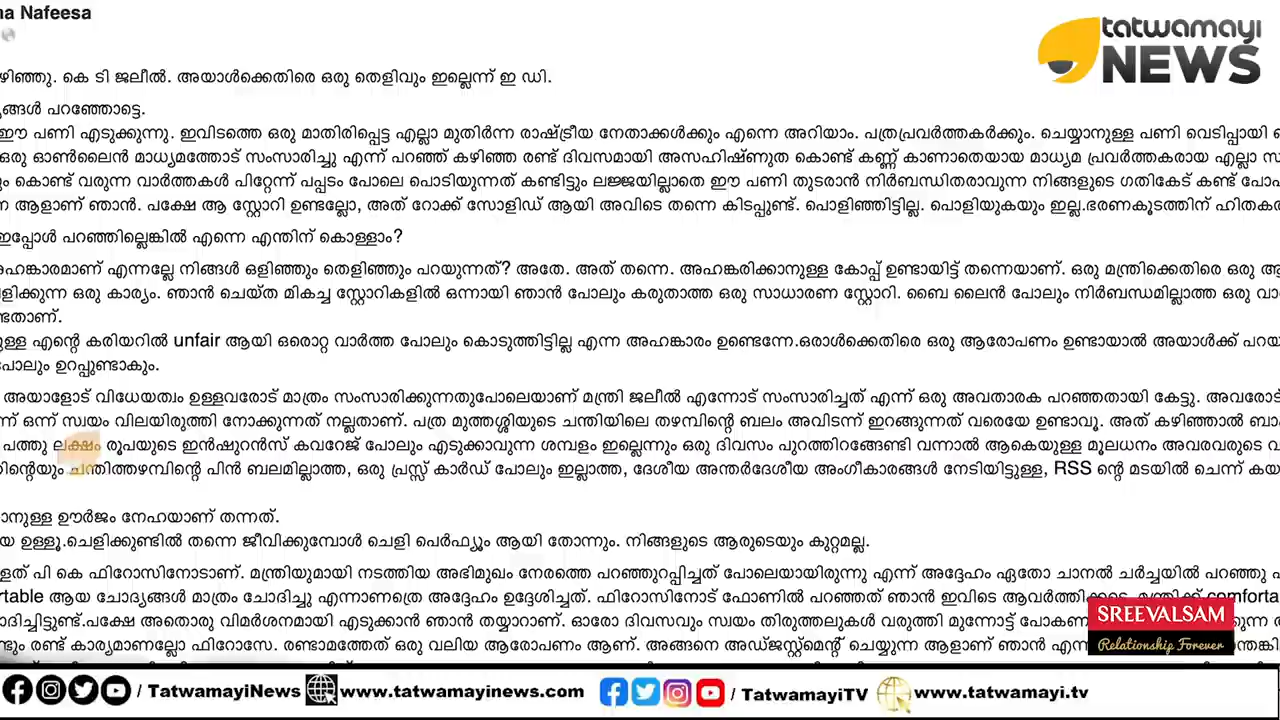 na Nafeesa
tatwamayi
NEWS
ഴിഞ്ഞു. കെ ടി ജലീൽ. അയാൾക്കെതിരെ ഒരു തെളിവും ഇല്ലെന്ന് ഇ ഡി.
ങ്ങൾ പറഞ്ഞോട്ടെ.
ഈ പണി എടുക്കുന്നു. ഇവിടത്തെ ഒരു മാതിരിപ്പെട്ട എല്ലാ മുതിർന്ന രാഷ്ട്രീയ നേതാക്കൾക്കും എന്നെ അറിയാം. പത്രപ്രവർത്തകർക്കും. ചെയ്യാനുള്ള പണി വെടിപ്പായി
ഒരു ഓൺലൈൻ മാധ്യമത്തോട് സംസാരിച്ചു എന്ന് പറഞ്ഞ് കഴിഞ്ഞ രണ്ട് ദിവസമായി അസഹിഷ്ണുത കൊണ്ട് കണ്ണ് കാണാതെയായ മാധ്യമ പ്രവർത്തകരായ എല്ലാ
ം കൊണ്ട് വരുന്ന വാർത്തകൾ പിറ്റേന്ന് പപ്പടം പോലെ പൊടിയുന്നത് കണ്ടിട്ടും ലജ്ജയില്ലാതെ ഈ പണി തുടരാൻ നിർബന്ധിതരാവുന്ന നിങ്ങളുടെ ഗതികേട് കണ്ട്
ന ആളാണ് ഞാൻ. പക്ഷേ ആ സ്റ്റോറി ഉണ്ടല്ലോ, അത് റോക്ക് സോളിഡ് ആയി അവിടെ തന്നെ കിടപ്പുണ്ട്. പൊളിഞ്ഞിട്ടില്ല. പൊളിയുകയും ഇല്ല.ഭരണകൂടത്തിന് ഹിതകര
ഇപ്പോൾ പറഞ്ഞില്ലെങ്കിൽ എന്നെ എന്തിന് കൊള്ളാം?
അഹങ്കാരമാണ് എന്നല്ലേ നിങ്ങൾ ഒളിഞ്ഞും തെളിഞ്ഞും പറയുന്നത്? അതേ. അത് തന്നെ. അഹങ്കരിക്കാനുള്ള കോപ്പ് ഉണ്ടായിട്ട് തന്നെയാണ്. ഒരു മന്ത്രിക്കെതിരെ ഒരു
ളിക്കുന്ന ഒരു കാര്യം. ഞാൻ ചെയ്ത മികച്ച സ്റ്റോറികളിൽ ഒന്നായി ഞാൻ പോലും കരുതാത്ത ഒരു സാധാരണ സ്റ്റോറി. ബൈ ലൈൻ പോലും നിർബന്ധമില്ലാത്ത ഒരു
ണ്ടതാണ്.
ുള്ള എന്റെ കരിയറിൽ unfair ആയി ഒരൊറ്റ വാർത്ത പോലും കൊടുത്തിട്ടില്ല എന്ന അഹങ്കാരം ഉണ്ടെന്നേ.ഒരാൾക്കെതിരെ ഒരു ആരോപണം ഉണ്ടായാൽ അയാൾക്ക്
പോലും ഉറപ്പുണ്ടാകും.
അയാളോട് വിധേയത്വം ഉള്ളവരോട് മാത്രം സംസാരിക്കുന്നതുപോലെയാണ് മന്ത്രി ജലീൽ എന്നോട് സംസാരിച്ചത് എന്ന് ഒരു അവതാരക പറഞ്ഞതായി കേട്ടു. അവരോട്
ന്ന് ഒന്ന് സ്വയം വിലയിരുത്തി നോക്കുന്നത് നല്ലതാണ്. പത്ര മുത്തശ്ശിയുടെ ചന്തിയിലെ തഴമ്പിന്റെ ബലം അവിടന്ന് ഇറങ്ങുന്നത് വരെയേ ഉണ്ടാവൂ. അത് കഴിഞ്ഞാൽ
പത്തു ലക്ഷം രൂപയുടെ ഇൻഷുറൻസ് കവറേജ് പോലും എടുക്കാവുന്ന ശമ്പളം ഇല്ലെന്നും ഒരു ദിവസം പുറത്തിറങ്ങേണ്ടി വന്നാൽ ആകെയുള്ള മൂലധനം അവരവരുടെ
ിന്റെയും ചന്തിത്തഴമ്പിന്റെ പിൻ ബലമില്ലാത്ത, ഒരു പ്രസ്സ് കാർഡ് പോലും ഇല്ലാത്ത, ദേശീയ അന്തർദേശീയ അംഗീകാരങ്ങൾ നേടിയിട്ടുള്ള, RSS ന്റെ മടയിൽ ചെന്ന്
ാനുള്ള ഊർജം നേഹയാണ് തന്നത്.
യ ഉള്ളൂ.ചെളിക്കുണ്ടിൽ തന്നെ ജീവിക്കുമ്പോൾ ചെളി പെർഫ്യൂം ആയി തോന്നും. നിങ്ങളുടെ ആരുടെയും കുറ്റമല്ല.
ളത് പി കെ ഫിറോസിനോടാണ്. മന്ത്രിയുമായി നടത്തിയ അഭിമുഖം നേരത്തെ പറഞ്ഞുറപ്പിച്ചത് പോലെയായിരുന്നു എന്ന് അദ്ദേഹം ഏതോ ചാനൽ ചർച്ചയിൽ പറഞ്ഞു
rtable ആയ ചോദ്യങ്ങൾ മാത്രം ചോദിച്ചു എന്നാണത്രെ അദ്ദേഹം ഉദ്ദേശിച്ചത്. ഫിറോസിനോട് ഫോണിൽ പറഞ്ഞത് ഞാൻ ഇവിടെ ആവർത്തിക്കട്ടെ. മന്ത്രിക്ക് comforta
ാദിച്ചിട്ടുണ്ട്.പക്ഷേ അതൊരു വിമർശനമായി എടുക്കാൻ ഞാൻ തയ്യാറാണ്. ഓരോ ദിവസവും സ്വയം തിരുത്തലുകൾ വരുത്തി മുന്നോട്ട്
ണ്ടും രണ്ട് കാര്യമാണല്ലോ ഫിറോസേ. രണ്ടാമത്തേത് ഒരു വലിയ ആരോപണം ആണ്. അങ്ങനെ അഡ്ജസ്റ്റ്മെന്റ് ചെയ്യുന്ന ആളാണ് ഞാൻ
SREEVALSAM
Relationship Forever
/ TatwamayiNews www.tatwamayinews.com / TatwamayiTV www.tatwamayi.tv